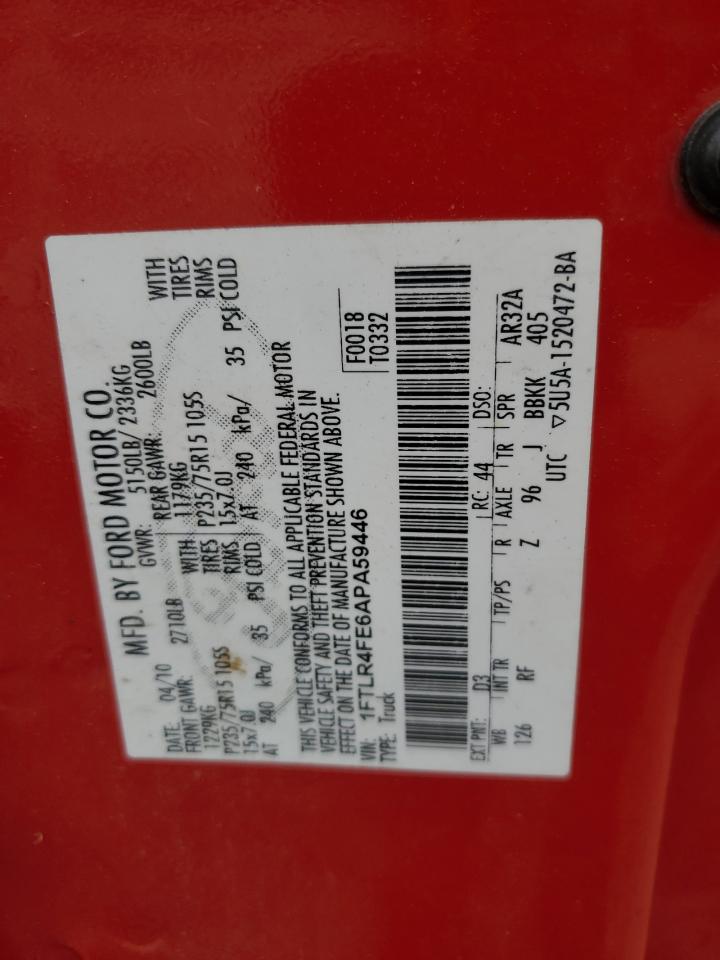 MFD. BY FORD MOTOR CO.
DATE: 04/10 GVWR: 5150LB/ 2336KG
FRONT GAWR: 2710LB REAR GAWR: 2600LB
1229KG WITH 1179KG WITH
P235/75R15 105S TIRES P235/75R15 105S TIRES
15x7.0J RIMS 15x7.0J RIMS
AT 240 kPa/ 35 PSI COLD AT 240 kPa/ 35 PSI COLD
THIS VEHICLE CONFORMS TO ALL APPLICABLE FEDERAL MOTOR
VEHICLE SAFETY AND THEFT PREVENTION STANDARDS IN
EFFECT ON THE DATE OF MANUFACTURE SHOWN ABOVE.
VIN: 1FTLR4FE6APA59446 F0018
TYPE: Truck T0332
EXT PNT: D3 RC: 44 DSO:
WB INT TR TP/PS R AXLE TR SPR AR32A
126 RF Z 96 J BBKK 405
UTC ▽5U5A-1520472-BA